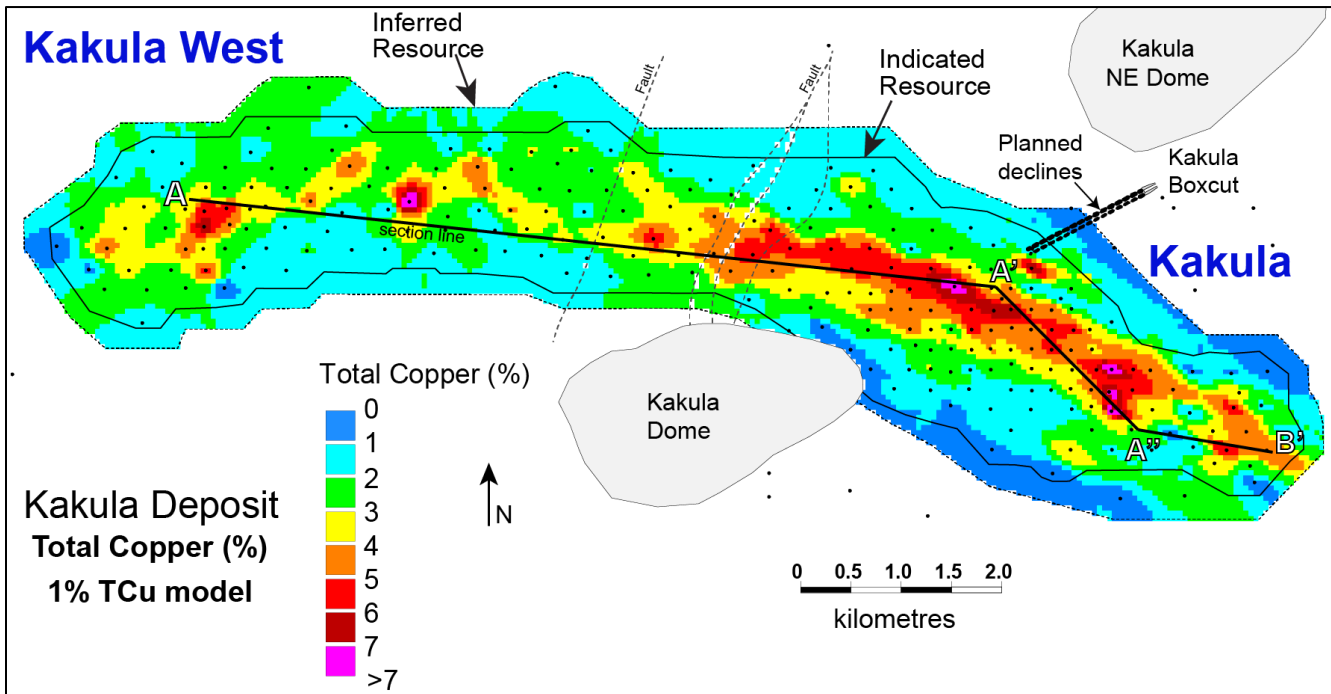 Kakula West
Inferred
Resource
Fault
Fault
Indicated
Resource
Kakula
NE Dome
Planned
declines
Kakula
Boxcut
Kakula
A
section line
A'
A''
B'
Kakula
Dome
Total Copper (%)
0
1
2
3
4
5
6
7
>7
N
Kakula Deposit
Total Copper (%)
1% TCu model
0 0.5 1.0 1.5 2.0
kilometres